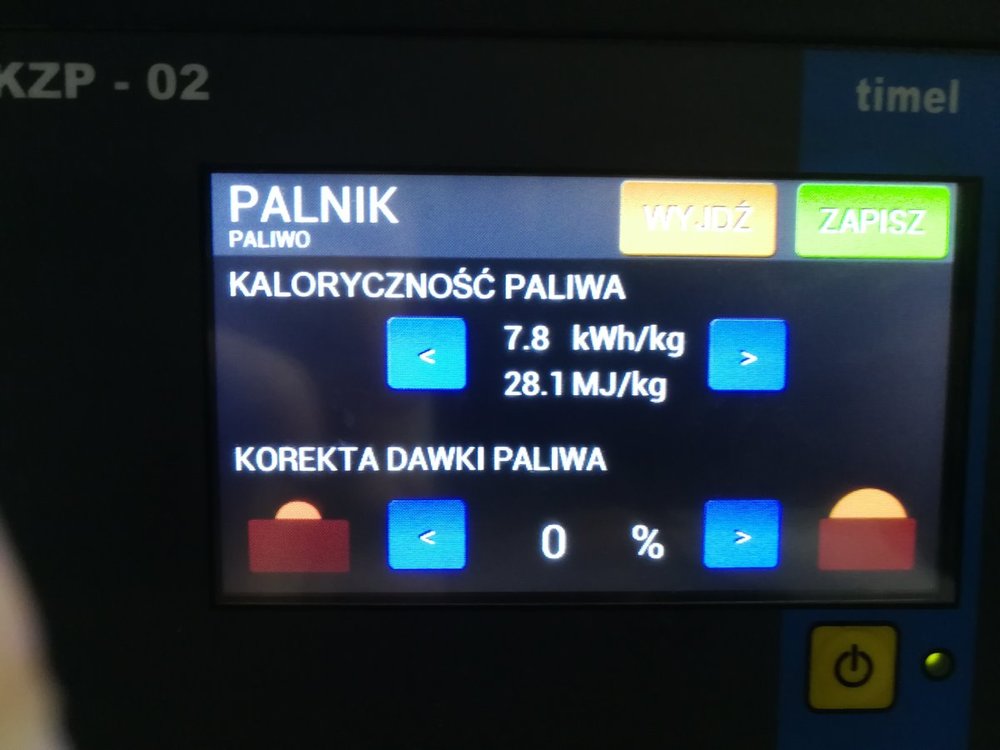 KZP - 02
timel
PALNIK
PALIWO
WYJDŹ
ZAPISZ
KALORYCZNOŚĆ PALIWA
<
7.8 kWh/kg
28.1 MJ/kg
>
KOREKTA DAWKI PALIWA
<
0 %
>